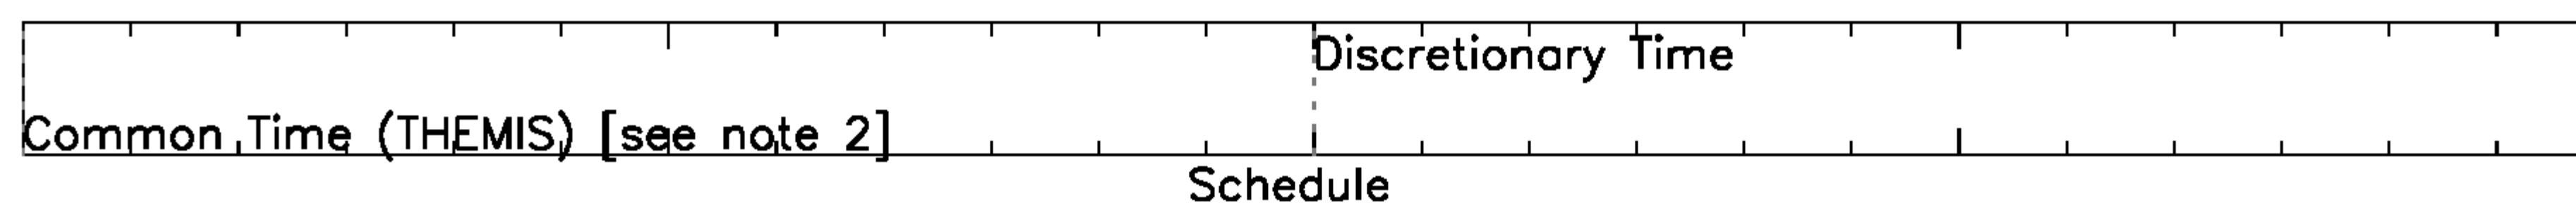 Discretionary Time
Common Time (THEMIS) [see note 2]
Schedule